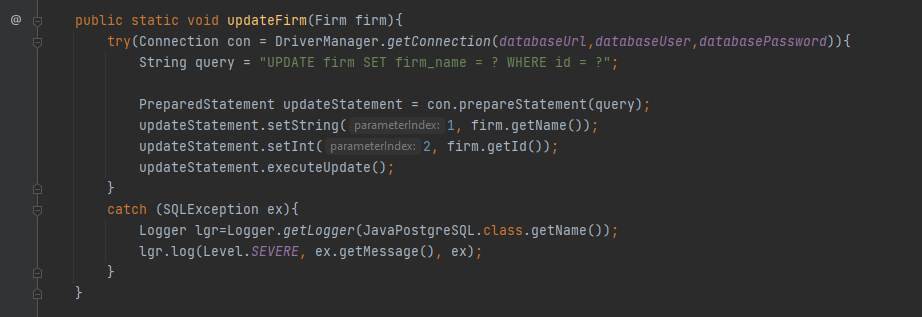 @ public static void updateFirm(Firm firm){
try(Connection con = DriverManager.getConnection(databaseUrl,databaseUser,databasePassword)){
String query = "UPDATE firm SET firm_name = ? WHERE id = ?";
PreparedStatement updateStatement = con.prepareStatement(query);
updateStatement.setString( parameterIndex: 1, firm.getName());
updateStatement.setInt( parameterIndex: 2, firm.getId());
updateStatement.executeUpdate();
}
catch (SQLException ex){
Logger lgr=Logger.getLogger(JavaPostgreSQL.class.getName());
lgr.log(Level.SEVERE, ex.getMessage(), ex);
}
}